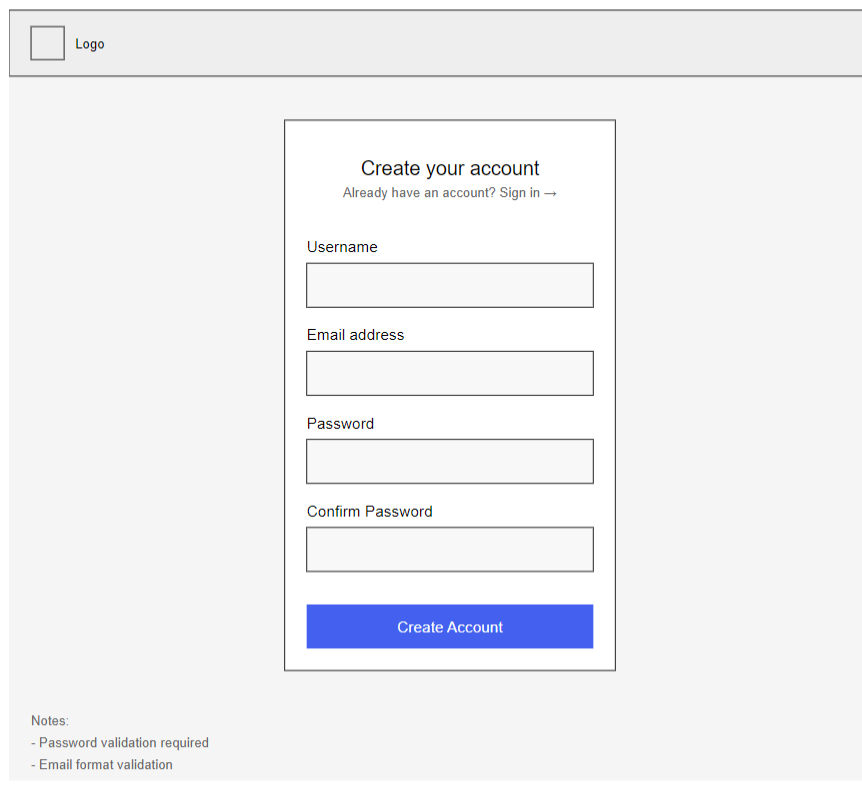 Logo
Create your account
Already have an account? Sign in →
Username
Email address
Password
Confirm Password
Create Account
Notes:
- Password validation required
- Email format validation